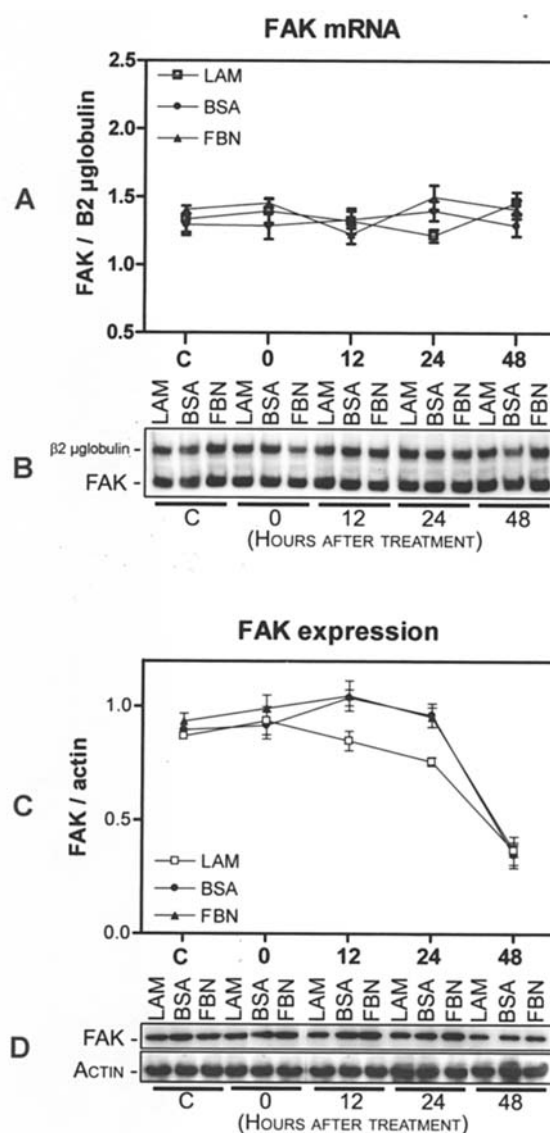 FAK mRNA
2.5
2.0
1.5
1.0
0.5
FAK / B2 µglobulin
LAM
BSA
FBN
A
C 0 12 24 48
LAM BSA FBN LAM BSA FBN LAM BSA FBN LAM BSA FBN LAM BSA FBN
β2 µglobulin -
FAK -
B
C 0 12 24 48
(HOURS AFTER TREATMENT)
FAK expression
1.0
0.5
0.0
FAK / actin
C
LAM
BSA
FBN
C 0 12 24 48
LAM BSA FBN LAM BSA FBN LAM BSA FBN LAM BSA FBN LAM BSA FBN
FAK -
D
ACTIN -
C 0 12 24 48
(HOURS AFTER TREATMENT)